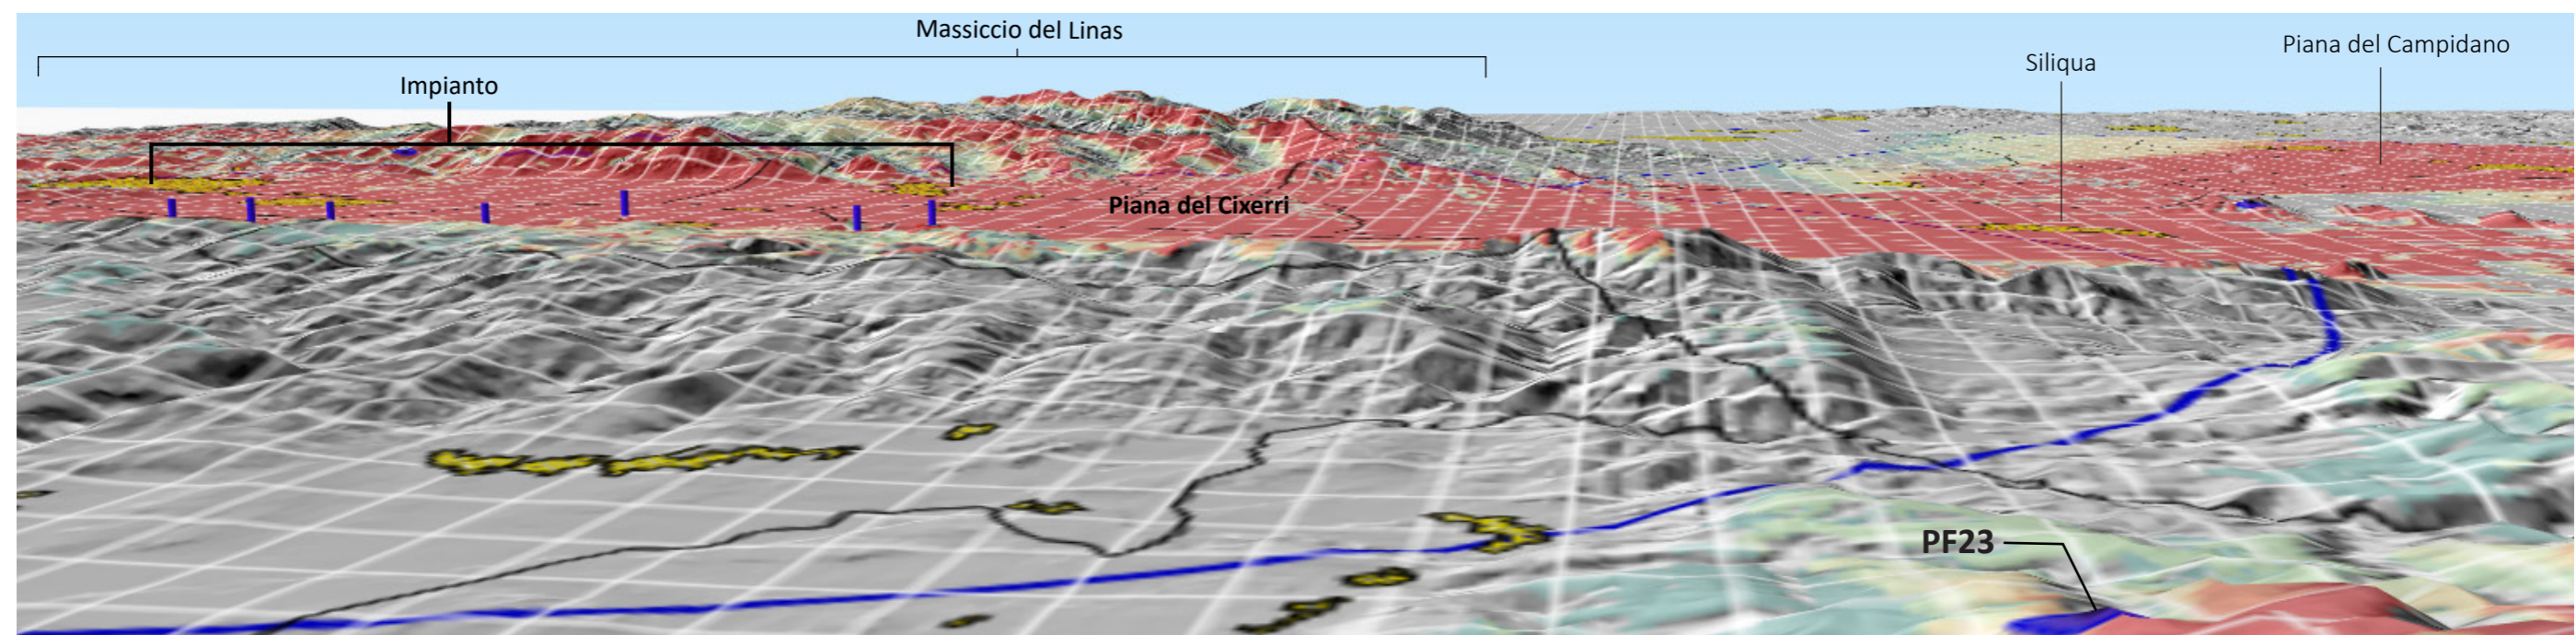 Massiccio del Linas
Piana del Campidano
Siliqua
Impianto
Piana del Cixerri
PF23